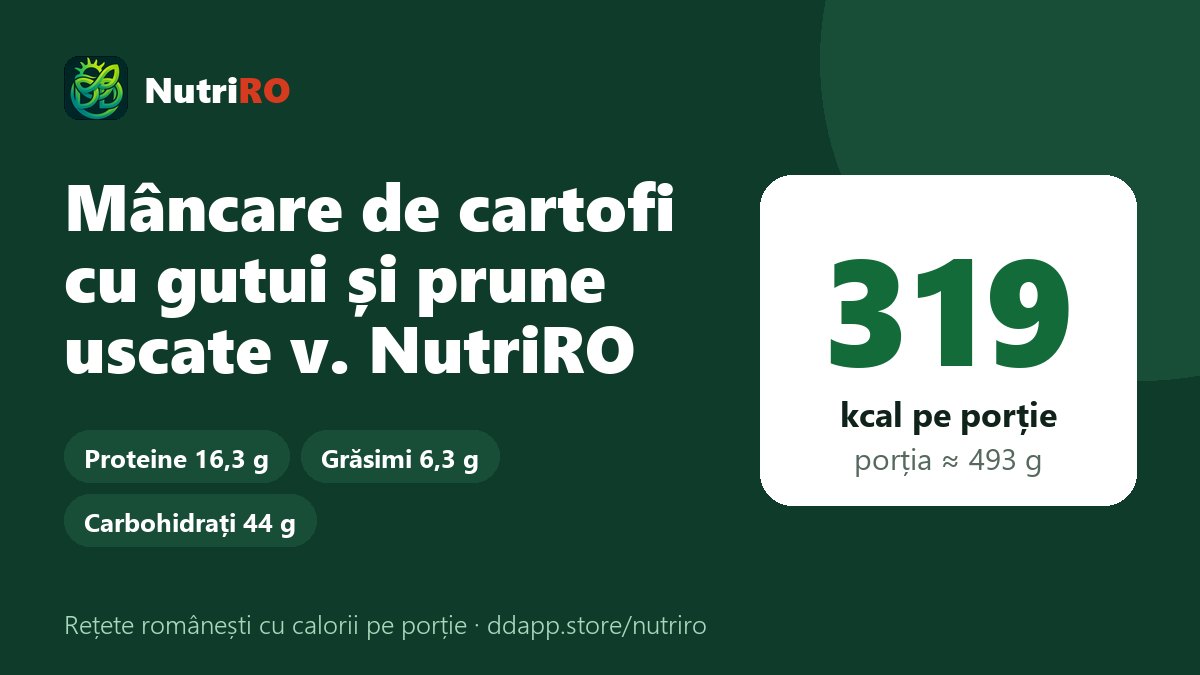 NutriRO
Mâncare de cartofi
cu gutui și prune
uscate v. NutriRO
Proteine 16,3 g
Grăsimi 6,3 g
Carbohidrați 44 g
319
kcal pe porție
porția ≈ 493 g
Rețete românești cu calorii pe porție · ddapp.store/nutriro